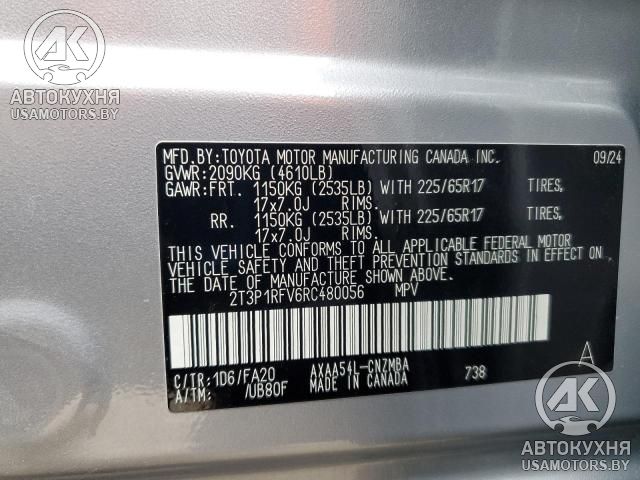 AK
АВТОКУХНЯ
USAMOTORS.BY
MFD.BY:TOYOTA MOTOR MANUFACTURING CANADA INC. 09/24
GVWR:2090KG (4610LB)
GAWR:FRT. 1150KG (2535LB) WITH 225/65R17 TIRES,
17x7.0J RIMS.
RR. 1150KG (2535LB) WITH 225/65R17 TIRES,
17x7.0J RIMS.
THIS VEHICLE CONFORMS TO ALL APPLICABLE FEDERAL MOTOR
VEHICLE SAFETY AND THEFT PREVENTION STANDARDS IN EFFECT ON
THE DATE OF MANUFACTURE SHOWN ABOVE.
2T3P1RFV6RC480056 MPV
C/TR:1D6/FA20 AXAA54L-CNZMBA 738 A
A/TM: /UB80F MADE IN CANADA
AK
АВТОКУХНЯ
USAMOTORS.BY